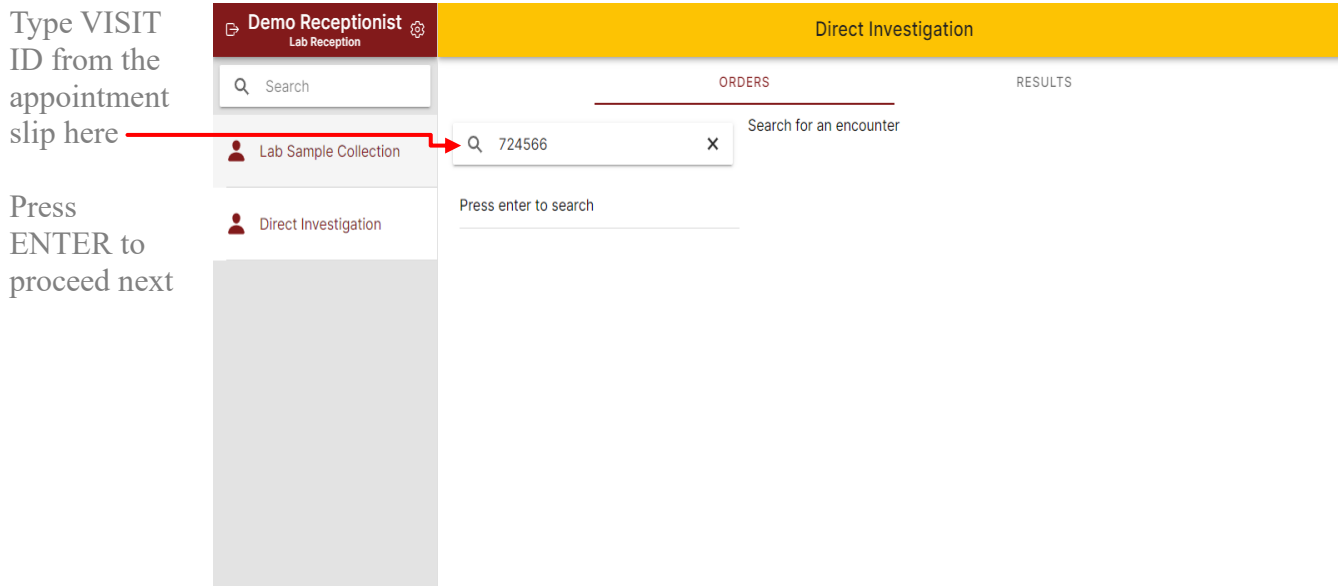 Type VISIT
ID from the
appointment
slip here
Press
ENTER to
proceed next
Demo Receptionist
Lab Reception
Search
Lab Sample Collection
Direct Investigation
Direct Investigation
ORDERS
RESULTS
724566
Search for an encounter
Press enter to search